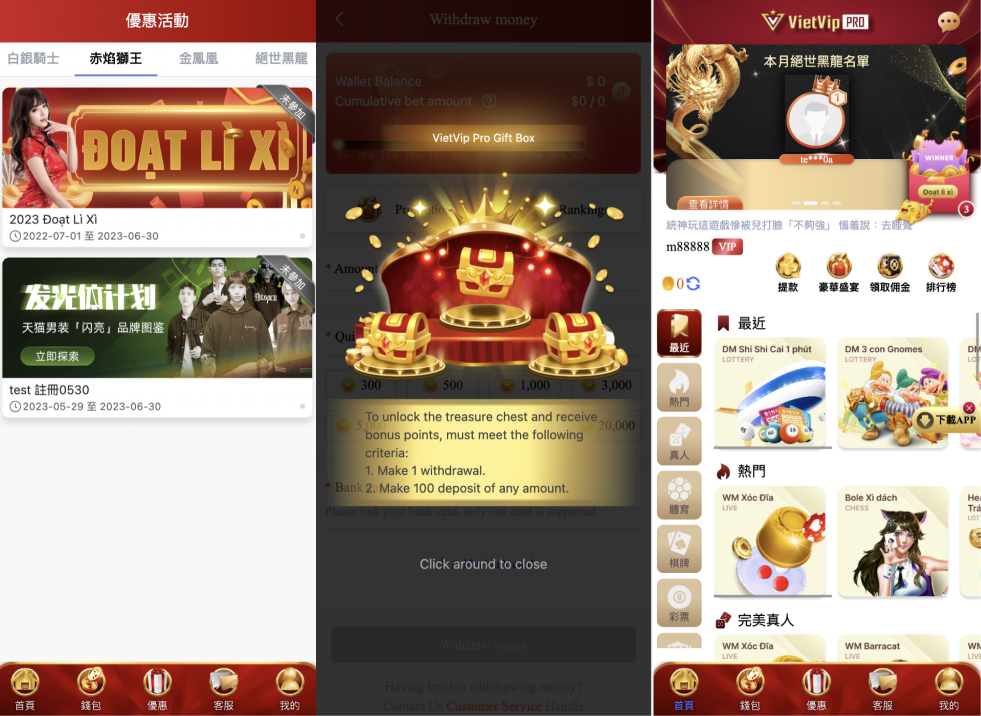 優惠活動
白銀騎士
赤焰獅王
金鳳凰
絕世黑龍
未參加
ĐOẠT LÌ XÌ
2023 Đoạt Lì Xì
2022-07-01 至 2023-06-30
未參加
发光体计划
天猫男装「闪亮」品牌图鉴
立即探索
test 註冊0530
2023-05-29 至 2023-06-30
首頁
錢包
優惠
客服
我的
Withdraw money
Wallet Balance
$ 0
Cumulative bet amount
$0 / 0
VietVip Pro Gift Box
Ranking
* Amount
300
500
1,000
3,000
20,000
To unlock the treasure chest and receive
bonus points, must meet the following
criteria:
1. Make 1 withdrawal.
2. Make 100 deposit of any amount.
* Bank
Please link your bank card, only one card is supported
Click around to close
Withdraw money
Having trouble withdrawing money?
Contact Us Customer Service Handle
VietVip PRO
本月絕世黑龍名單
1
te***0a
WINNER
Đoạt lì xì
3
查看詳情
統神玩這遊戲慘被兒打臉「不夠強」 惱羞說：去睡覺
m88888 VIP
0
提款
豪華盛宴
領取佣金
排行榜
最近
熱門
真人
體育
棋牌
彩票
最近
DM Shi Shi Cai 1 phút
LOTTERY
DM 3 con Gnomes
LOTTERY
下載APP
熱門
WM Xóc Đĩa
LIVE
Bole Xì dách
CHESS
完美真人
WM Xóc Đĩa
LIVE
WM Barracat
LIVE
首頁
錢包
優惠
客服
我的